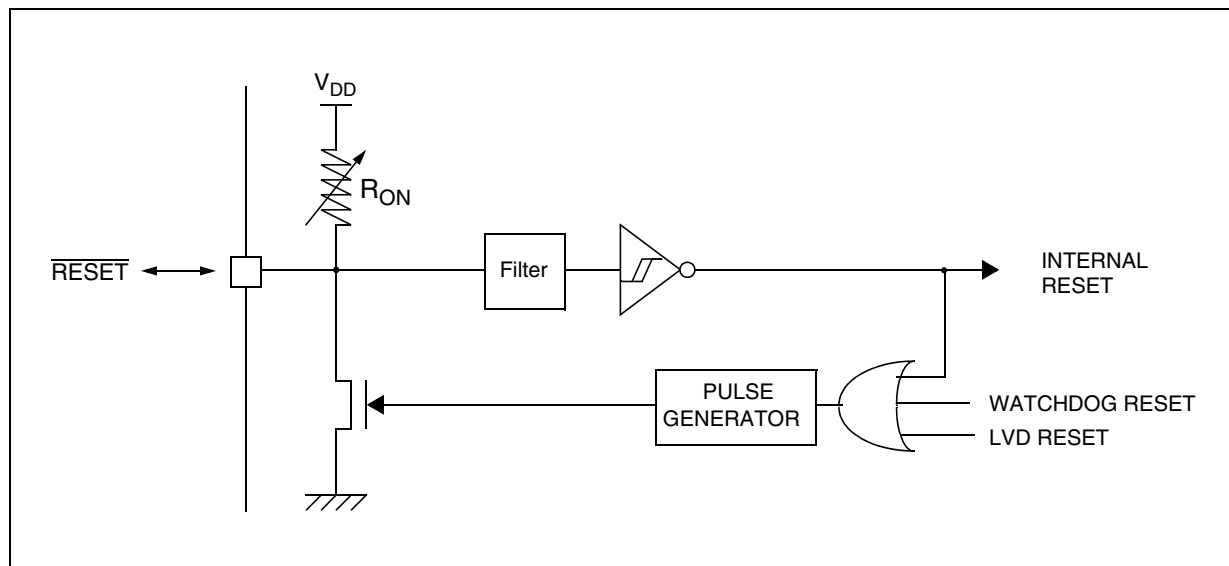 VDD
RON
RESET
Filter
INTERNAL
RESET
PULSE
GENERATOR
WATCHDOG RESET
LVD RESET